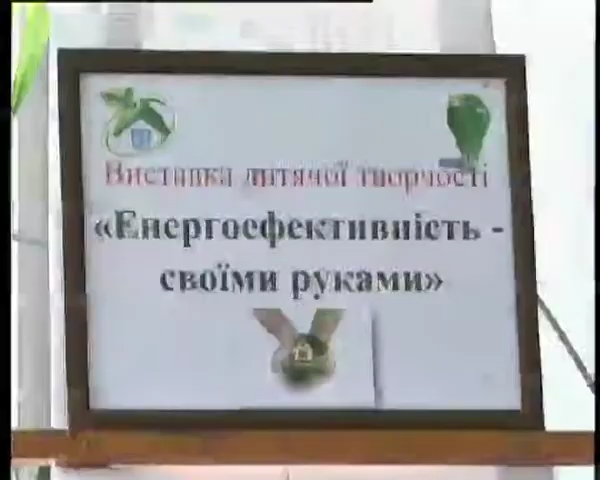 Виставка дитячої творчості
«Енергоефективність -
своїми руками»